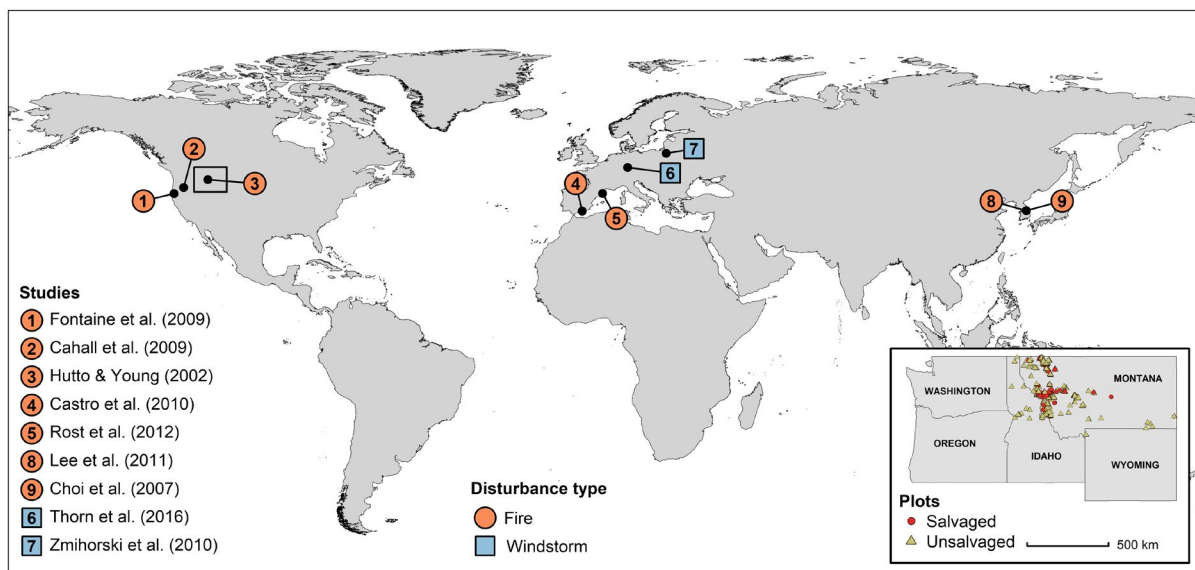 2
7
1
3
4
6
5
8
9
Studies
1 Fontaine et al. (2009)
2 Cahall et al. (2009)
3 Hutto & Young (2002)
4 Castro et al. (2010)
5 Rost et al. (2012)
8 Lee et al. (2011)
9 Choi et al. (2007)
6 Thorn et al. (2016)
7 Zmihorski et al. (2010)
Disturbance type
Fire
Windstorm
WASHINGTON
MONTANA
OREGON
IDAHO
WYOMING
Plots
Salvaged
Unsalvaged
500 km